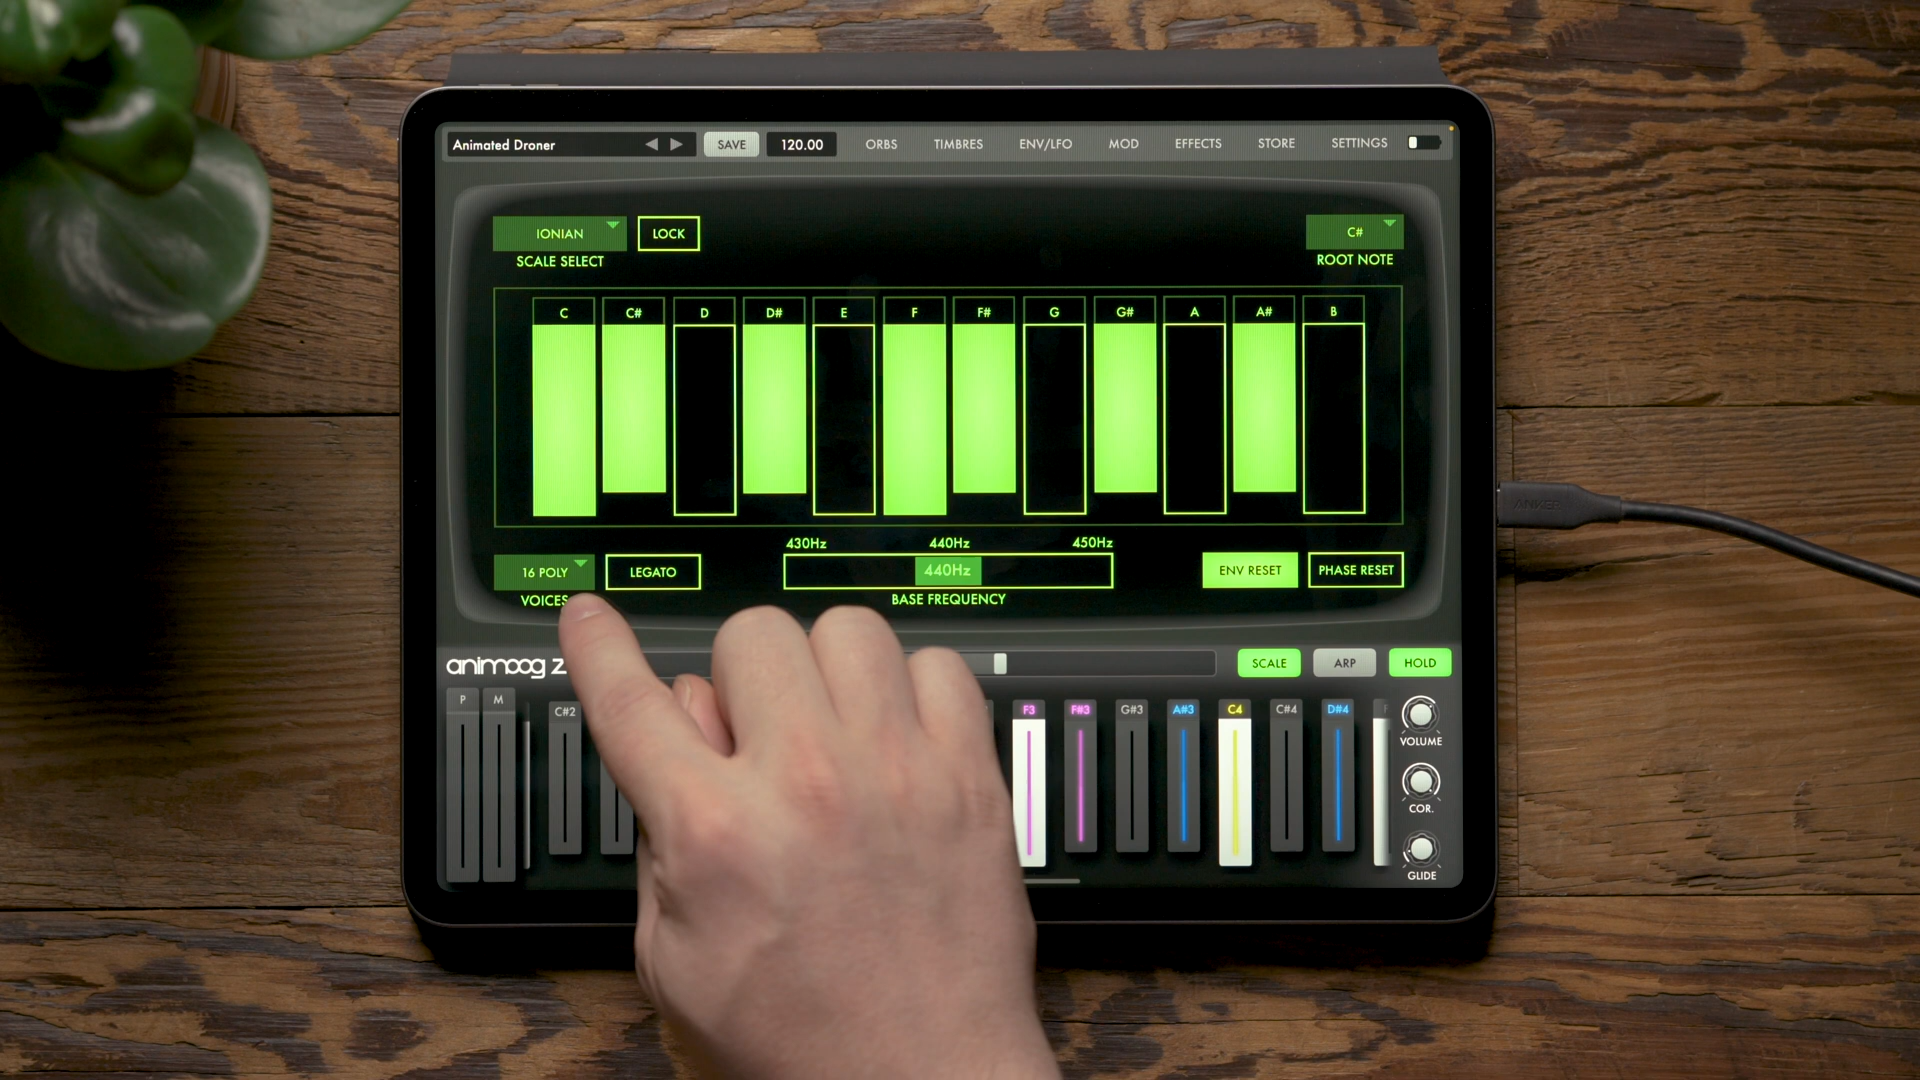 Animated Droner SAVE 120.00 ORBS TIMBRES ENV/LFO MOD EFFECTS STORE SETTINGS
IONIAN LOCK C#
SCALE SELECT ROOT NOTE
C C# D D# E F F# G G# A A# B
430Hz 440Hz 450Hz
16 POLY LEGATO 440Hz ENV RESET PHASE RESET
VOICES BASE FREQUENCY
animoog z SCALE ARP HOLD
P M C#2 F3 F#3 G#3 A#3 C4 C#4 D#4 F
VOLUME
COR.
GLIDE
ANKER